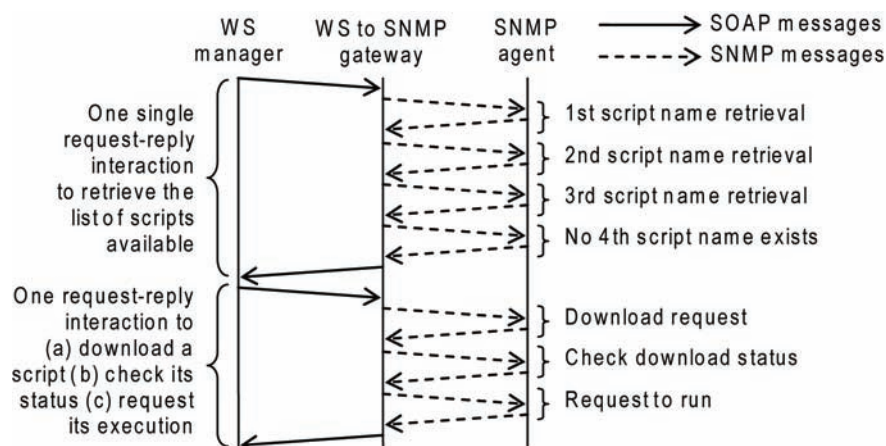 WS manager
WS to SNMP gateway
SNMP agent
SOAP messages
SNMP messages
One single
request-reply
interaction
to retrieve the
list of scripts
available
1st script name retrieval
2nd script name retrieval
3rd script name retrieval
No 4th script name exists
One request-reply
interaction to
(a) download a
script (b) check its
status (c) request
its execution
Download request
Check download status
Request to run